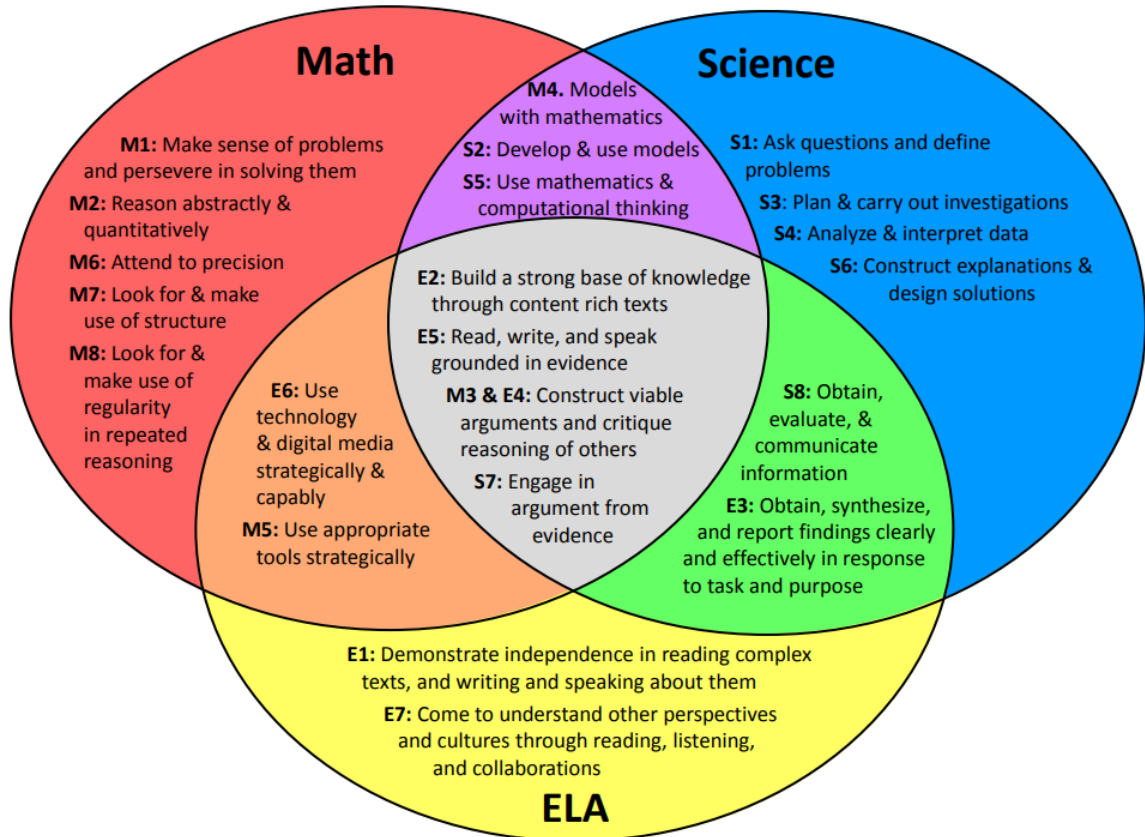 Math
Science
M1: Make sense of problems
and persevere in solving them
M2: Reason abstractly &
quantitatively
M6: Attend to precision
M7: Look for & make
use of structure
M8: Look for &
make use of
regularity
in repeated
reasoning
M4. Models
with mathematics
S2: Develop & use models
S5: Use mathematics &
computational thinking
S1: Ask questions and define
problems
S3: Plan & carry out investigations
S4: Analyze & interpret data
S6: Construct explanations &
design solutions
E2: Build a strong base of knowledge
through content rich texts
E5: Read, write, and speak
grounded in evidence
M3 & E4: Construct viable
arguments and critique
reasoning of others
S7: Engage in
argument from
evidence
E6: Use
technology
& digital media
strategically &
capably
M5: Use appropriate
tools strategically
S8: Obtain,
evaluate, &
communicate
information
E3: Obtain, synthesize,
and report findings clearly
and effectively in response
to task and purpose
E1: Demonstrate independence in reading complex
texts, and writing and speaking about them
E7: Come to understand other perspectives
and cultures through reading, listening,
and collaborations
ELA